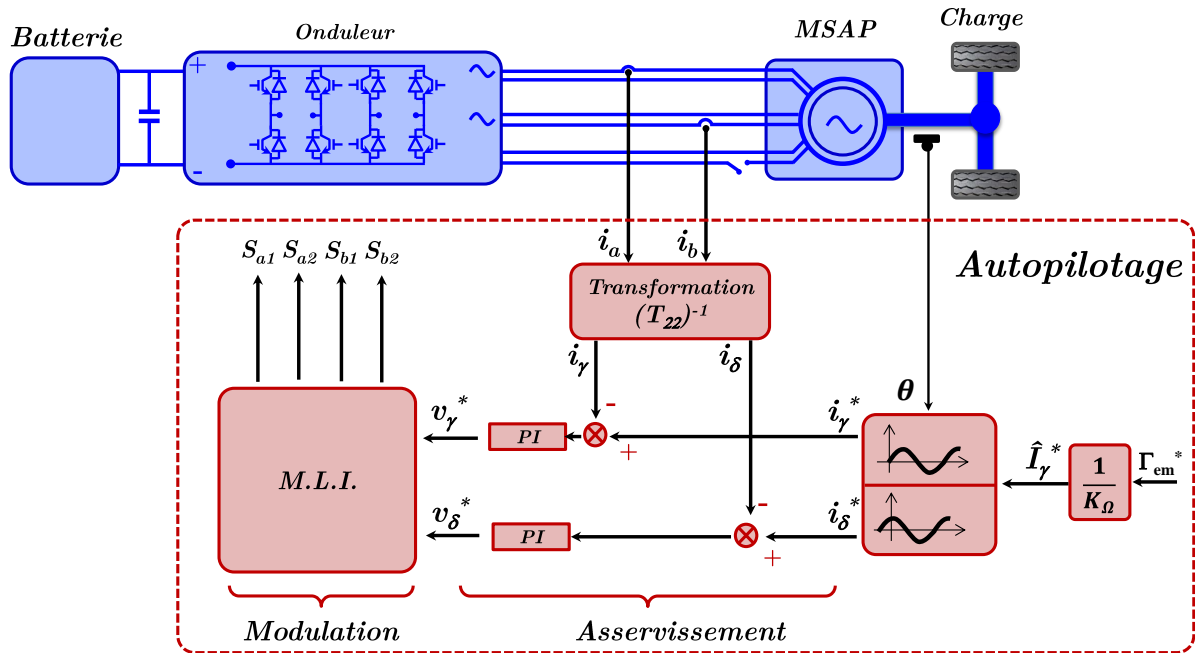 Batterie
Onduleur
MSAP
Charge
+
-
i_a
i_b
S_a1 S_a2 S_b1 S_b2
Transformation
(T_22)^-1
Autopilotage
i_γ
i_δ
θ
v_γ*
PI
-
+
i_γ*
M.L.I.
Î_γ*
1
K_Ω
Γ_em*
v_δ*
PI
-
+
i_δ*
Modulation
Asservissement